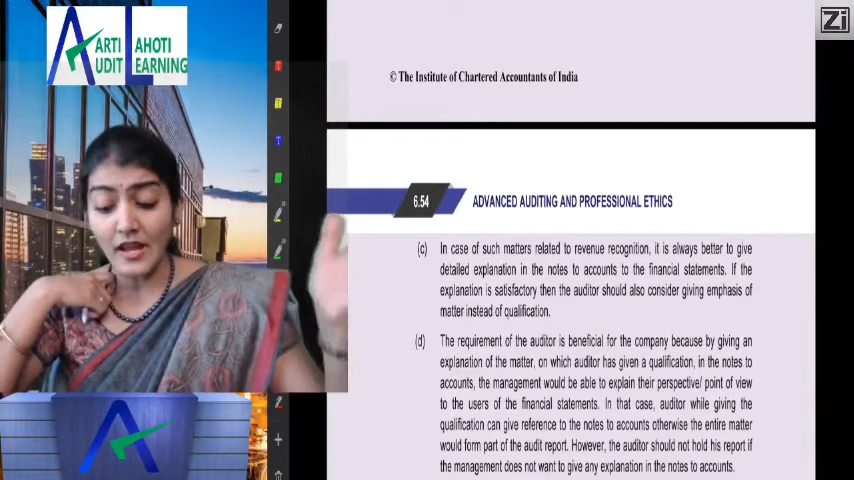 ARTI LAHOTI
AUDIT LEARNING
Zi
© The Institute of Chartered Accountants of India
6.54 ADVANCED AUDITING AND PROFESSIONAL ETHICS
(c) In case of such matters related to revenue recognition, it is always better to give
detailed explanation in the notes to accounts to the financial statements. If the
explanation is satisfactory then the auditor should also consider giving emphasis of
matter instead of qualification.
(d) The requirement of the auditor is beneficial for the company because by giving an
explanation of the matter, on which auditor has given a qualification, in the notes to
accounts, the management would be able to explain their perspective/ point of view
to the users of the financial statements. In that case, auditor while giving the
qualification can give reference to the notes to accounts otherwise the entire matter
would form part of the audit report. However, the auditor should not hold his report if
the management does not want to give any explanation in the notes to accounts.